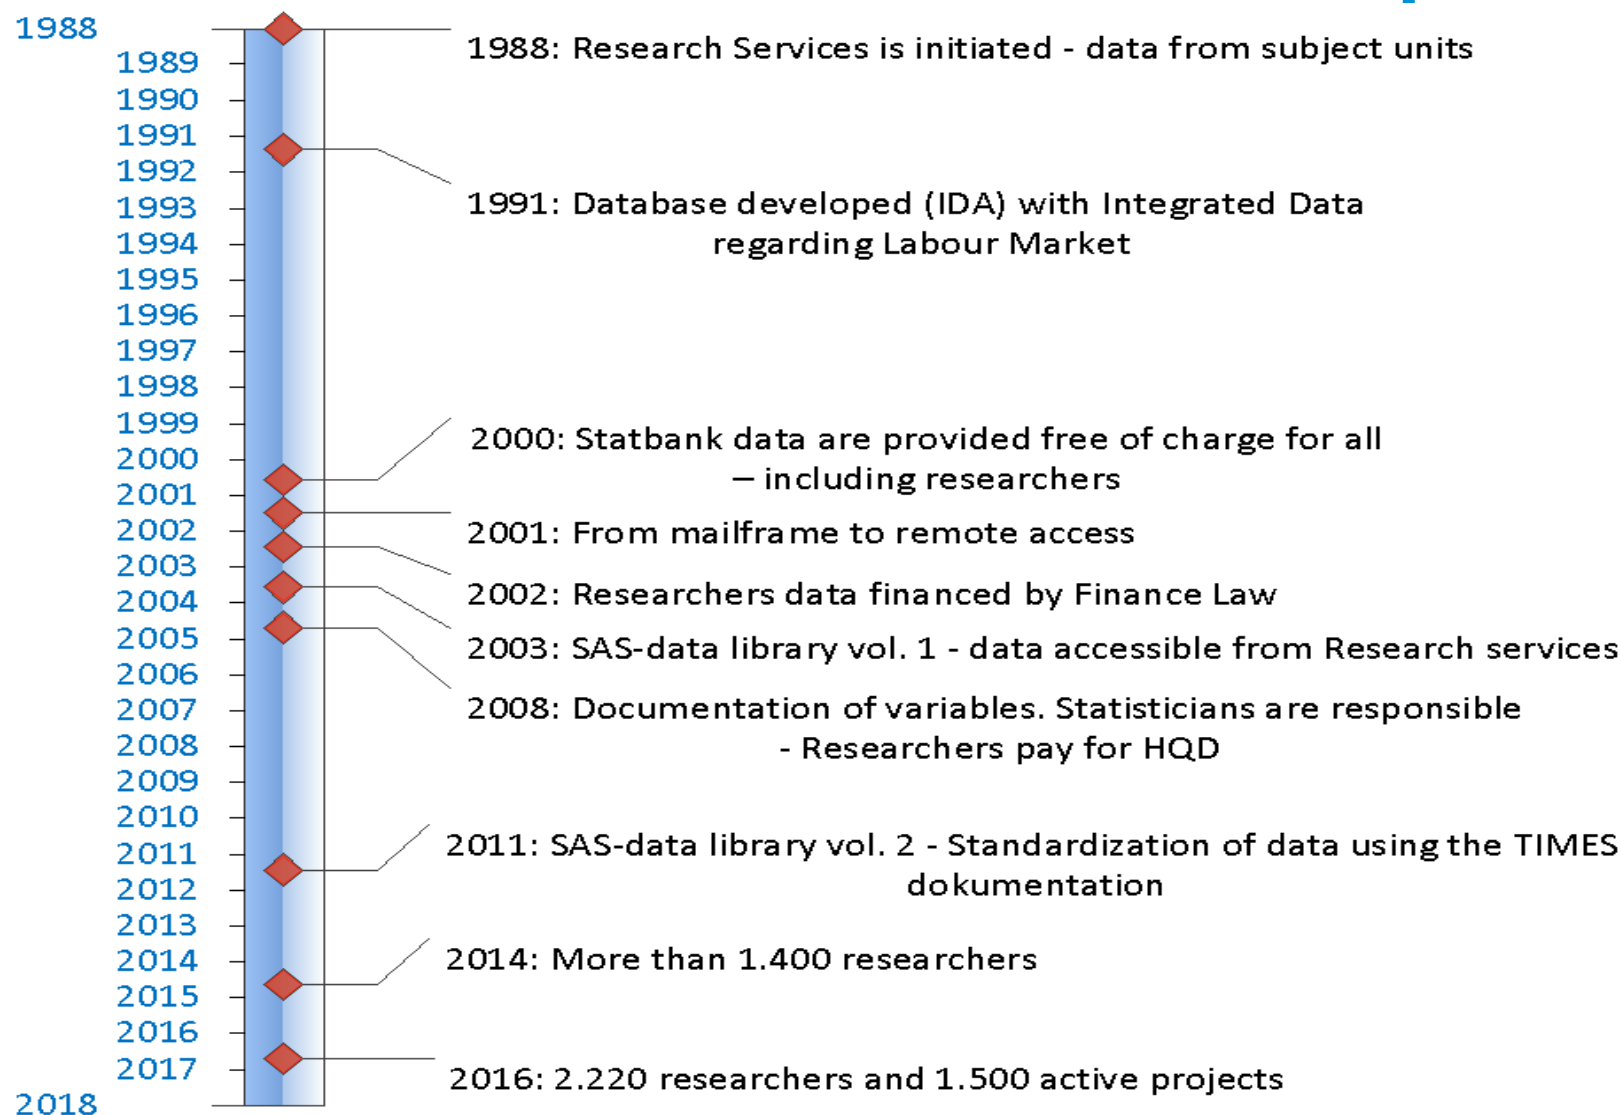 1988
1989
1990
1991
1992
1993
1994
1995
1996
1997
1998
1999
2000
2001
2002
2003
2004
2005
2006
2007
2008
2009
2010
2011
2012
2013
2014
2015
2016
2017
2018
1988: Research Services is initiated - data from subject units
1991: Database developed (IDA) with Integrated Data
regarding Labour Market
2000: Statbank data are provided free of charge for all
– including researchers
2001: From mailframe to remote access
2002: Researchers data financed by Finance Law
2003: SAS-data library vol. 1 - data accessible from Research services
2008: Documentation of variables. Statisticians are responsible
- Researchers pay for HQD
2011: SAS-data library vol. 2 - Standardization of data using the TIMES
dokumentation
2014: More than 1.400 researchers
2016: 2.220 researchers and 1.500 active projects